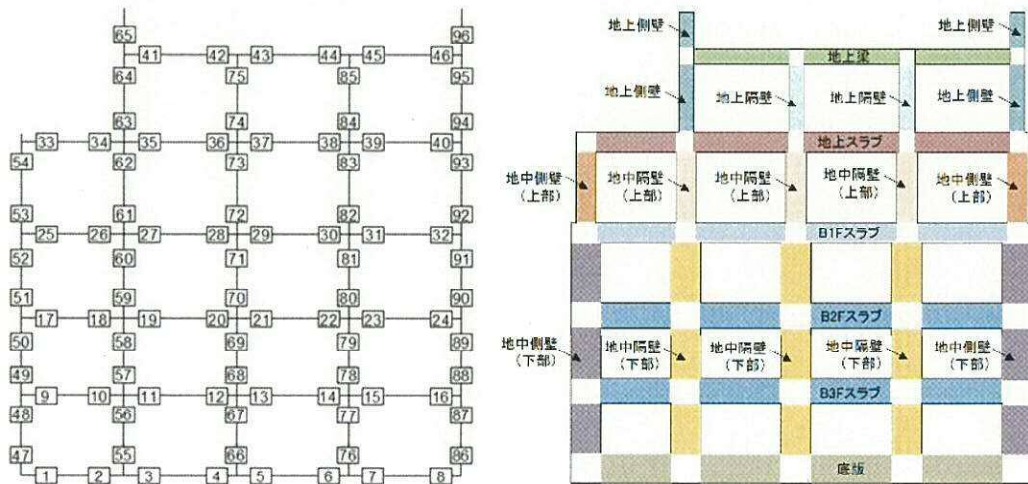 65
96
41 42 43 44 45 46
64 75 85 95
63 74 84 94
33 34 35 36 37 38 39 40
54 62 73 83 93
53 61 72 82 92
25 26 27 28 29 30 31 32
52 60 71 81 91
51 59 70 80 90
17 18 19 20 21 22 23 24
50 58 69 79 89
49 57 68 78 88
9 10 11 12 13 14 15 16
48 56 67 77 87
47 55 66 76 86
1 2 3 4 5 6 7 8
地上側壁
地上側壁
地上梁
地上側壁
地上隔壁
地上隔壁
地上側壁
地上スラブ
地中側壁
(上部)
地中隔壁
(上部)
地中隔壁
(上部)
地中隔壁
(上部)
地中側壁
(上部)
B1Fスラブ
B2Fスラブ
地中側壁
(下部)
地中隔壁
(下部)
地中隔壁
(下部)
地中隔壁
(下部)
地中側壁
(下部)
B3Fスラブ
底版